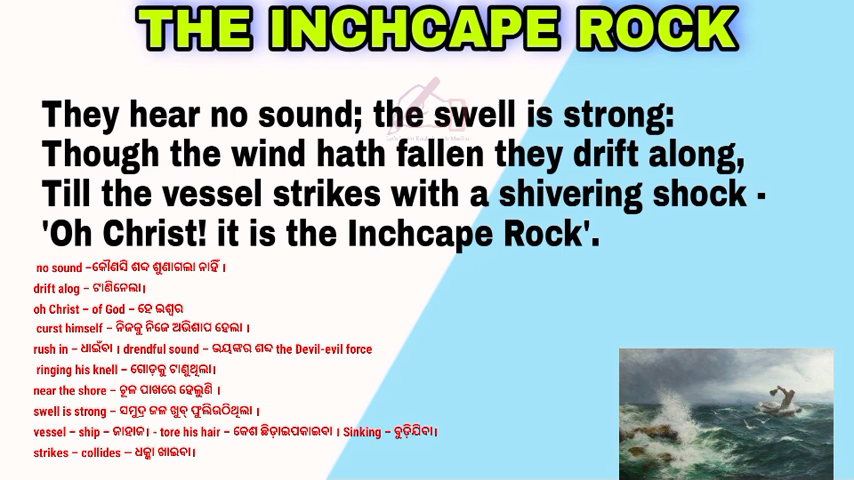 THE INCHCAPE ROCK
They hear no sound; the swell is strong:
Though the wind hath fallen they drift along,
Till the vessel strikes with a shivering shock -
'Oh Christ! it is the Inchcape Rock'.
no sound –କୌଣସି ଶବ୍ଦ ଶୁଣାଗଲା ନାହିଁ ।
drift alog – ଟାଣିନେଲା।
oh Christ – of God – ହେ ଇଶ୍ଵର
curst himself – ନିଜକୁ ନିଜେ ଅଭିଶାପ ହେଲା ।
rush in – ଧାଇଁବା । drendful sound – ଭୟଙ୍କର ଶବ୍ଦ the Devil-evil force
ringing his knell – ଗୋଡ଼କୁ ଟାଣୁଥିଲା।
near the shore – ଚୂଳ ପାଖରେ ହେଲୁଣି ।
swell is strong – ସମୁଦ୍ର ଜଳ ଖୁବ୍ ଫୁଲିଉଠିଥିଲା ।
vessel – ship – ଜାହାଜ। - tore his hair – କେଶ ଛିଡ଼ାଇପକାଇବା । Sinking – ବୁଡ଼ିଯିବା।
strikes – collides – ଧକ୍କା ଖାଇବା।